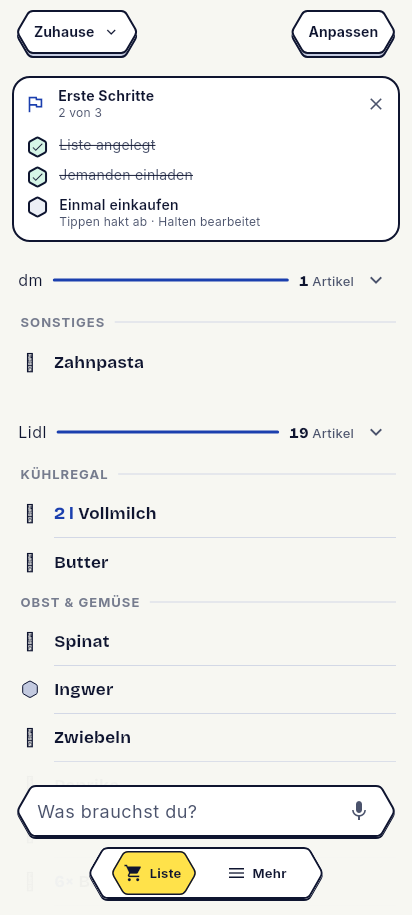 Zuhause
Anpassen
Erste Schritte
2 von 3
Liste angelegt
Jemanden einladen
Einmal einkaufen
Tippen hakt ab · Halten bearbeitet
dm
1 Artikel
SONSTIGES
Zahnpasta
Lidl
19 Artikel
KÜHLREGAL
2 l Vollmilch
Butter
OBST & GEMÜSE
Spinat
Ingwer
Zwiebeln
Was brauchst du?
Liste
Mehr